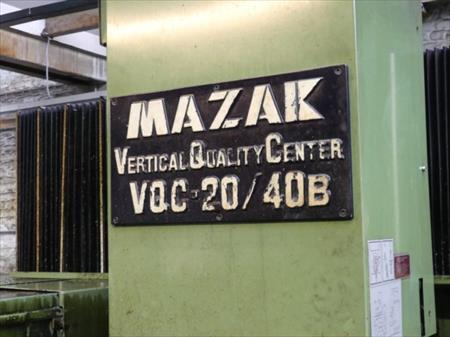 MAZAK
VERTICAL QUALITY CENTER
VQC-20/40B